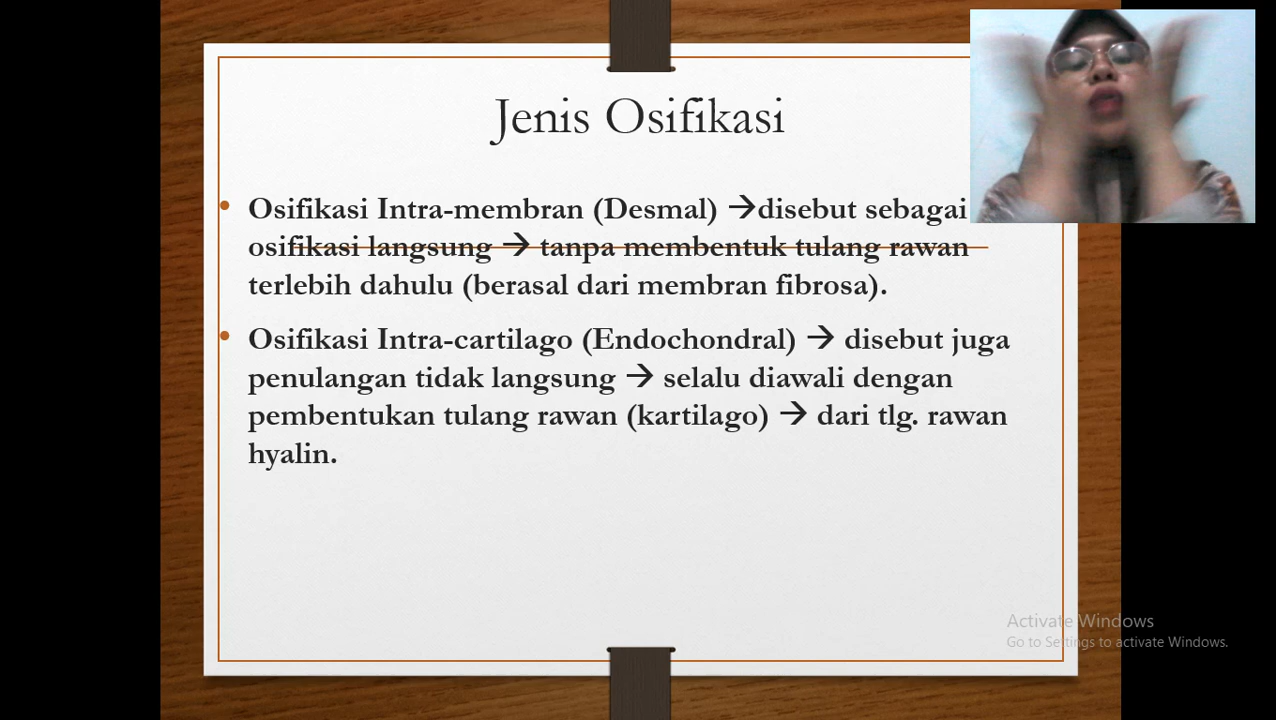 Jenis Osifikasi
• Osifikasi Intra-membran (Desmal) →disebut sebagai
osifikasi langsung → tanpa membentuk tulang rawan
terlebih dahulu (berasal dari membran fibrosa).
• Osifikasi Intra-cartilago (Endochondral) → disebut juga
penulangan tidak langsung → selalu diawali dengan
pembentukan tulang rawan (kartilago) → dari tlg. rawan
hyalin.
Activate Windows
Go to Settings to activate Windows.